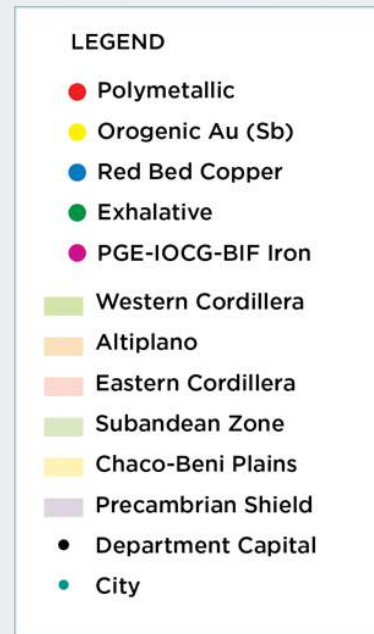 LEGEND
Polymetallic
Orogenic Au (Sb)
Red Bed Copper
Exhalative
PGE-IOCG-BIF Iron
Western Cordillera
Altiplano
Eastern Cordillera
Subandean Zone
Chaco-Beni Plains
Precambrian Shield
Department Capital
City